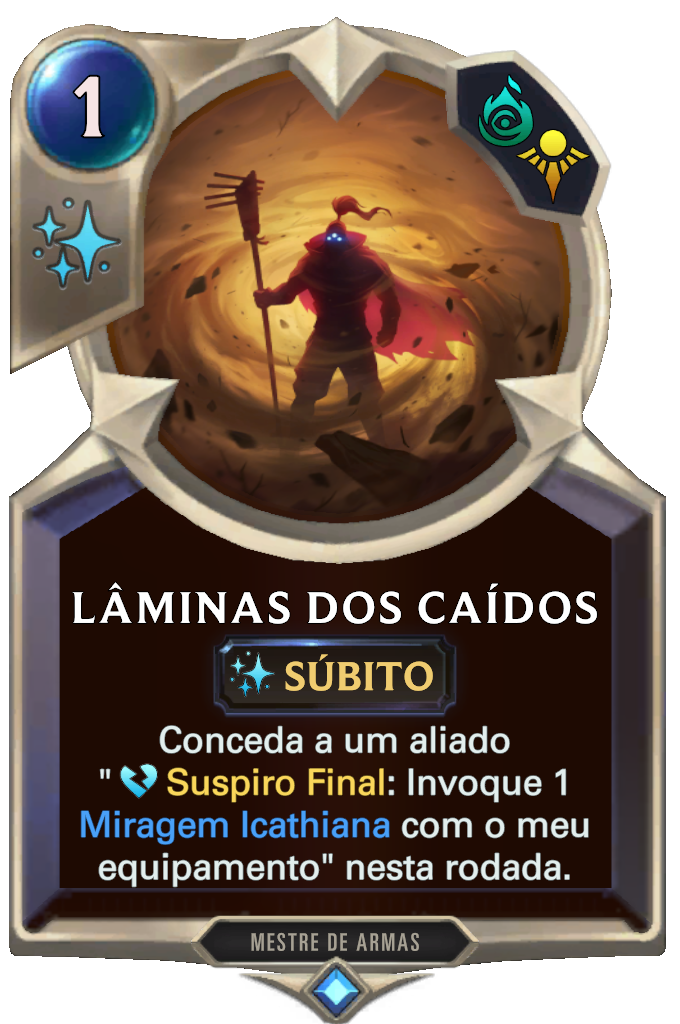 1
LÂMINAS DOS CAÍDOS
SÚBITO
Conceda a um aliado
" Suspiro Final: Invoque 1
Miragem Icathiana com o meu
equipamento" nesta rodada.
MESTRE DE ARMAS